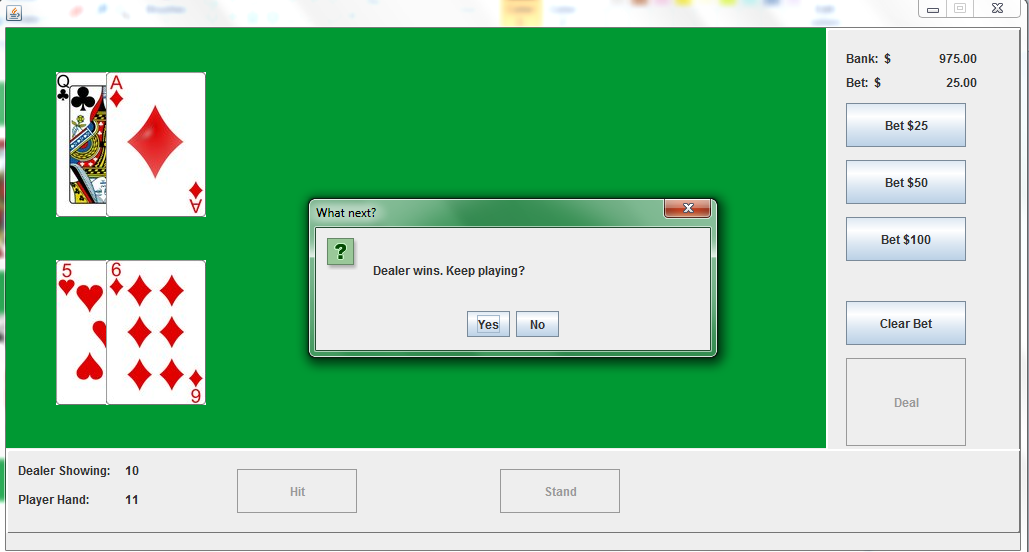 Bank: $ 975.00
Bet: $ 25.00
Q
A
A
Bet $25
Bet $50
What next?
Bet $100
5
6
Dealer wins. Keep playing?
Yes
No
Clear Bet
6
Deal
Dealer Showing: 10
Player Hand: 11
Hit
Stand